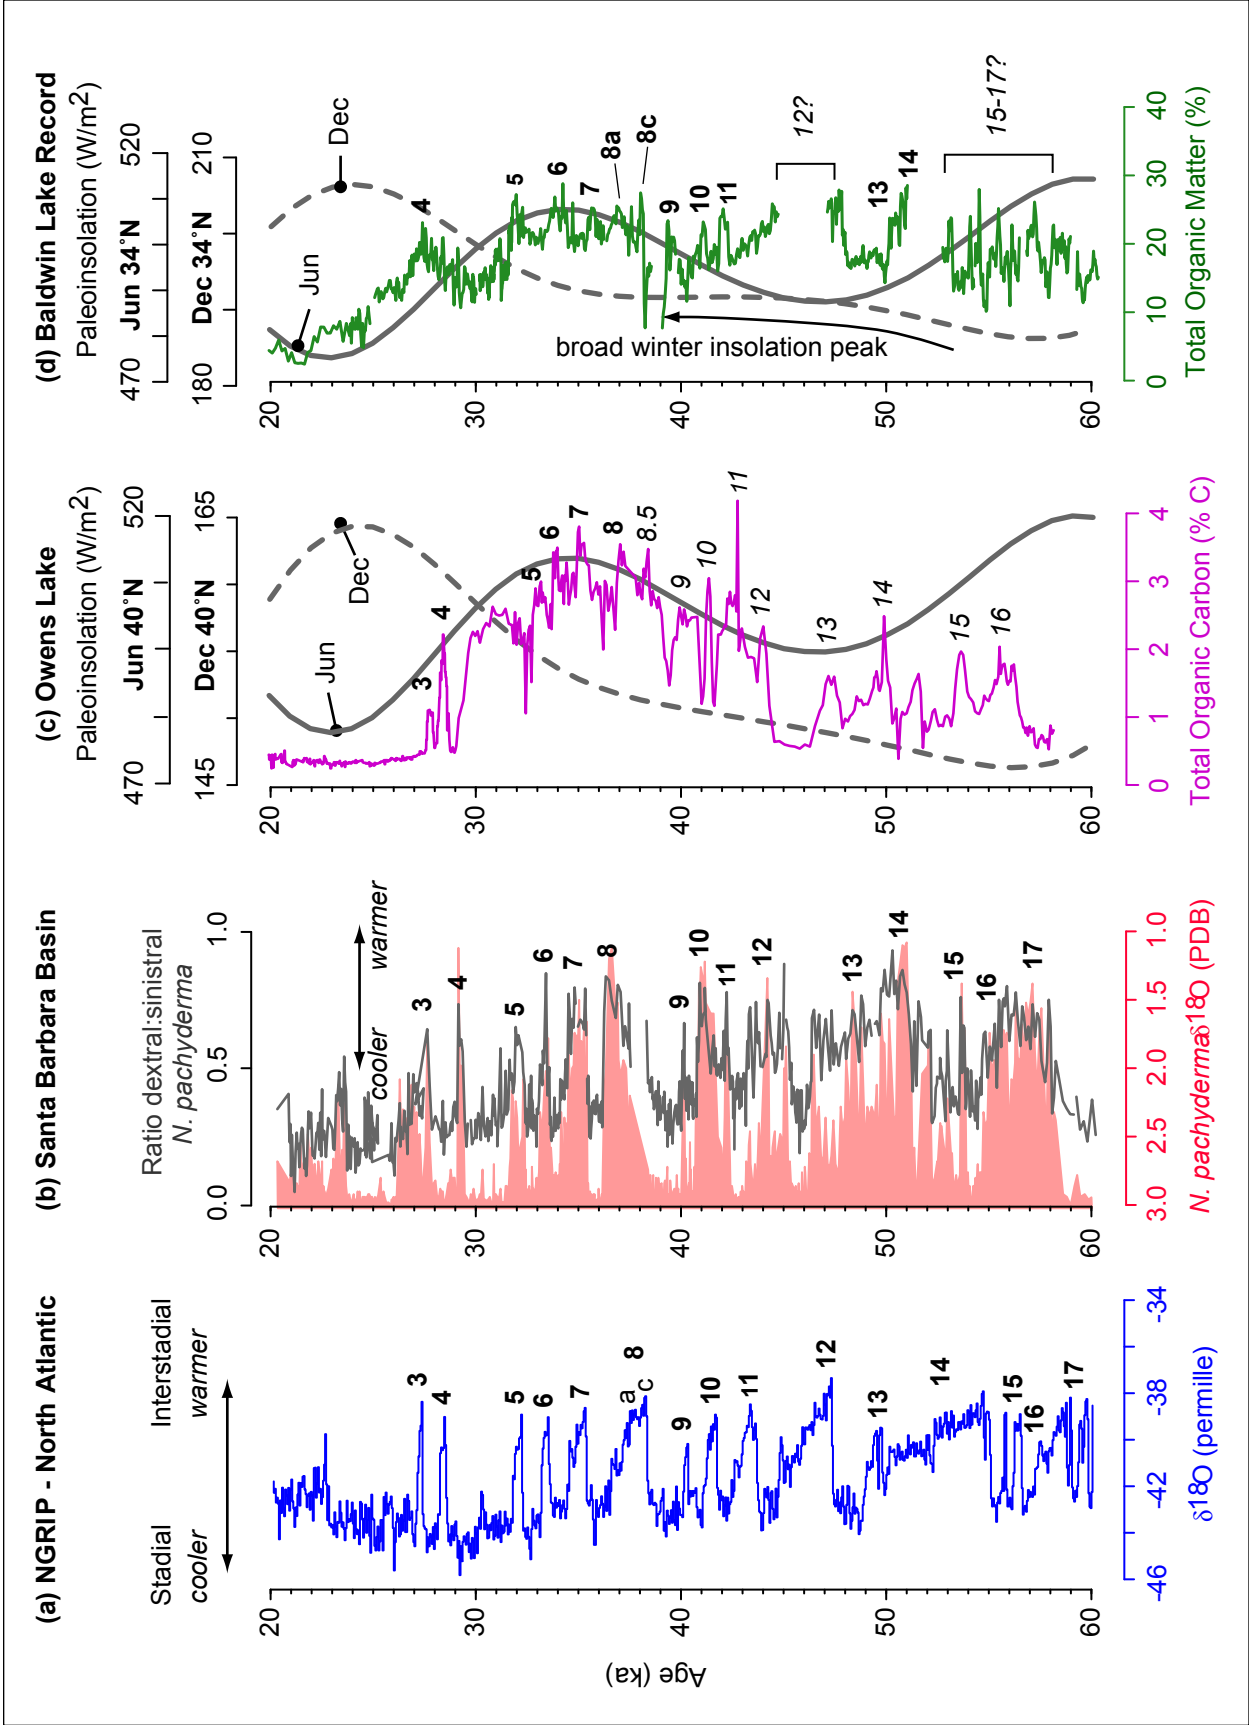 (a) NGRIP - North Atlantic
Stadial Interstadial
cooler warmer
Age (ka)
20
30
40
50
60
3
4
5
6
7
8
a
c
9
10
11
12
13
14
15
16
17
-46 -42 -38 -34
δ18O (permille)
(b) Santa Barbara Basin
Ratio dextral:sinistral
N. pachyderma
0.0 0.5 1.0
cooler warmer
20
30
40
50
60
3
4
5
6
7
8
9
10
11
12
13
14
15
16
17
3.0 2.5 2.0 1.5 1.0
N. pachyderma δ18O (PDB)
(c) Owens Lake
Paleoinsolation (W/m2)
470 Jun 40°N 520
145 Dec 40°N 165
Jun
Dec
20
30
40
50
60
3
4
5
6
7
8
8.5
9
10
11
12
13
14
15
16
0 1 2 3 4
Total Organic Carbon (% C)
(d) Baldwin Lake Record
Paleoinsolation (W/m2)
470 Jun 34°N 520
180 Dec 34°N 210
Jun
Dec
20
30
40
50
60
4
5
6
7
8a
8c
9
10
11
12?
13
14
15-17?
broad winter insolation peak
0 10 20 30 40
Total Organic Matter (%)